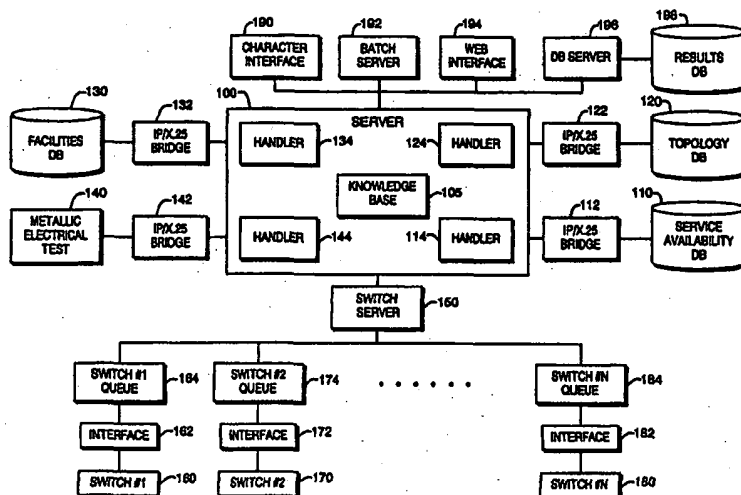 190
CHARACTER
INTERFACE
192
BATCH
SERVER
194
WEB
INTERFACE
196
DB SERVER
198
RESULTS
DB
130
FACILITIES
DB
132
IP/X.25
BRIDGE
100
SERVER
HANDLER
134
124
HANDLER
122
IP/X.25
BRIDGE
120
TOPOLOGY
DB
KNOWLEDGE
BASE
105
140
METALLIC
ELECTRICAL
TEST
142
IP/X.25
BRIDGE
HANDLER
144
114
HANDLER
112
IP/X.25
BRIDGE
110
SERVICE
AVAILABILITY
DB
SWITCH
SERVER
150
SWITCH #1
QUEUE
164
SWITCH #2
QUEUE
174
SWITCH #N
QUEUE
184
INTERFACE
162
INTERFACE
172
INTERFACE
182
SWITCH #1
160
SWITCH #2
170
SWITCH #N
180